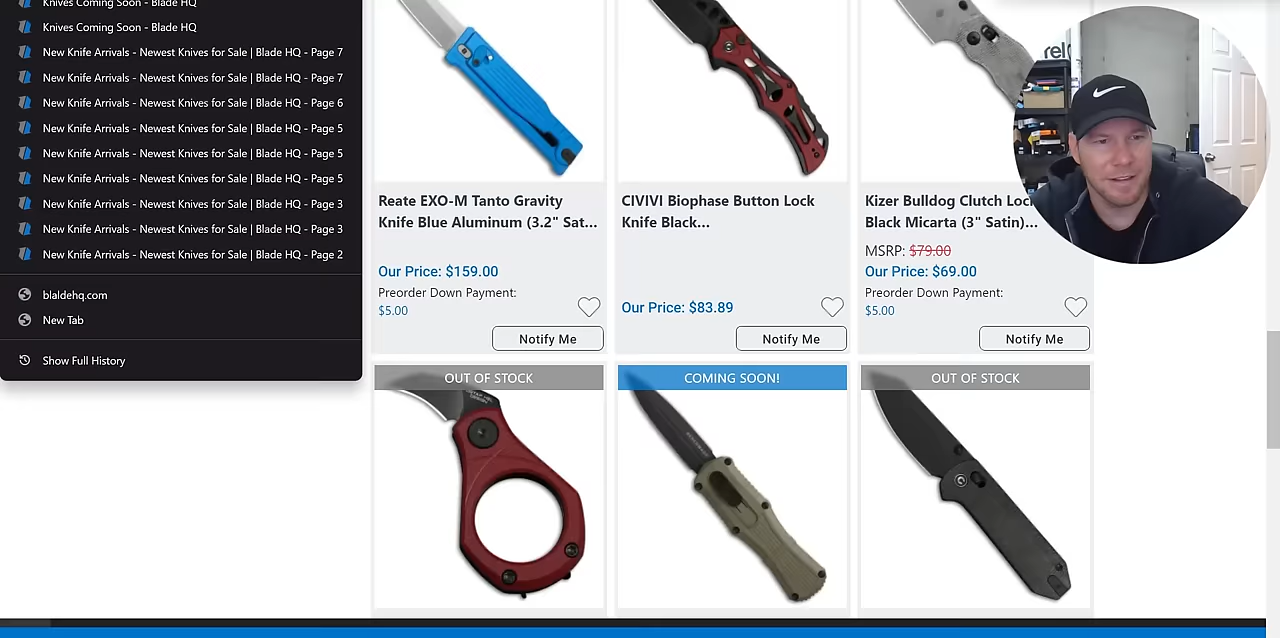 Knives Coming Soon - Blade HQ
Knives Coming Soon - Blade HQ
New Knife Arrivals - Newest Knives for Sale | Blade HQ - Page 7
New Knife Arrivals - Newest Knives for Sale | Blade HQ - Page 7
New Knife Arrivals - Newest Knives for Sale | Blade HQ - Page 6
New Knife Arrivals - Newest Knives for Sale | Blade HQ - Page 5
New Knife Arrivals - Newest Knives for Sale | Blade HQ - Page 5
New Knife Arrivals - Newest Knives for Sale | Blade HQ - Page 5
New Knife Arrivals - Newest Knives for Sale | Blade HQ - Page 3
New Knife Arrivals - Newest Knives for Sale | Blade HQ - Page 3
New Knife Arrivals - Newest Knives for Sale | Blade HQ - Page 2
blaldehq.com
New Tab
Show Full History
Reate EXO-M Tanto Gravity
Knife Blue Aluminum (3.2" Sat...
Our Price: $159.00
Preorder Down Payment:
$5.00
Notify Me
CIVIVI Biophase Button Lock
Knife Black...
Our Price: $83.89
Notify Me
Kizer Bulldog Clutch Loc
Black Micarta (3" Satin)...
MSRP: $79.00
Our Price: $69.00
Preorder Down Payment:
$5.00
Notify Me
OUT OF STOCK
COMING SOON!
OUT OF STOCK